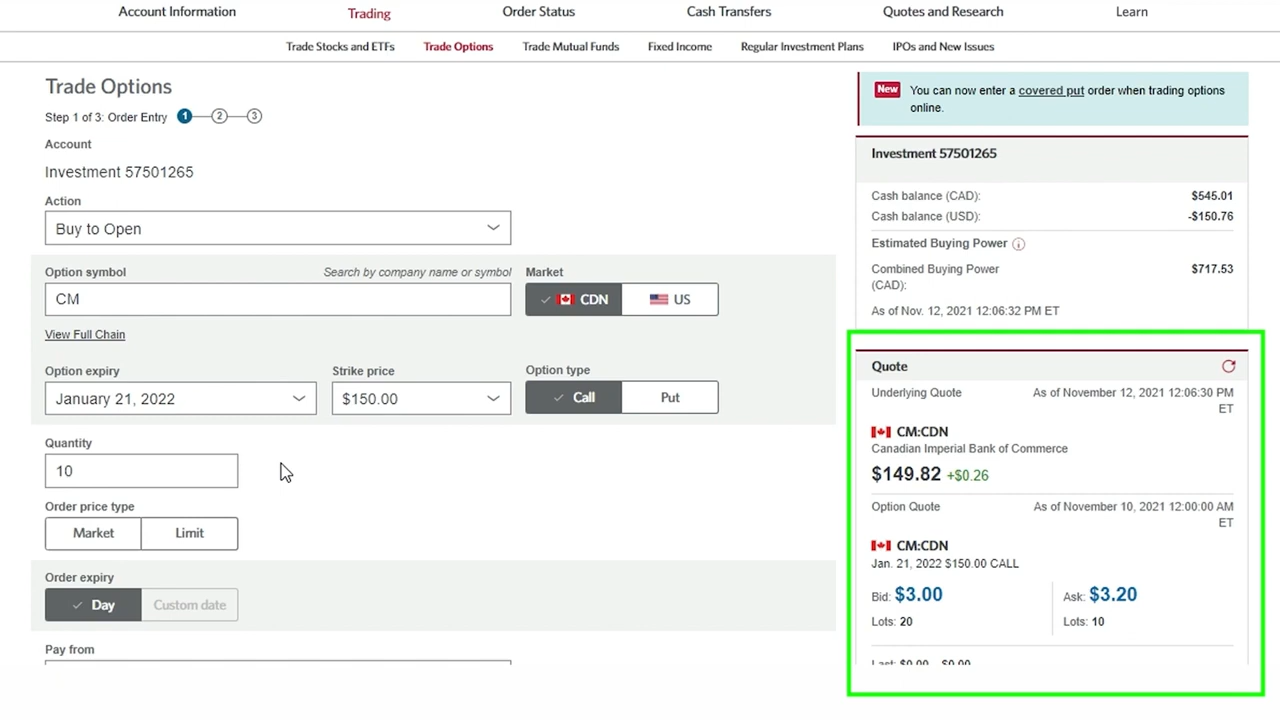 Account Information Trading Order Status Cash Transfers Quotes and Research Learn
Trade Stocks and ETFs Trade Options Trade Mutual Funds Fixed Income Regular Investment Plans IPOs and New Issues
Trade Options
Step 1 of 3: Order Entry 1 2 3
Account
Investment 57501265
Action
Buy to Open
Option symbol Search by company name or symbol Market
CM CDN US
View Full Chain
Option expiry Strike price Option type
January 21, 2022 $150.00 Call Put
Quantity
10
Order price type
Market Limit
Order expiry
Day Custom date
Pay from
New You can now enter a covered put order when trading options
online.
Investment 57501265
Cash balance (CAD): $545.01
Cash balance (USD): -$150.76
Estimated Buying Power
Combined Buying Power $717.53
(CAD):
As of Nov. 12, 2021 12:06:32 PM ET
Quote
Underlying Quote As of November 12, 2021 12:06:30 PM
ET
CM:CDN
Canadian Imperial Bank of Commerce
$149.82 +$0.26
Option Quote As of November 10, 2021 12:00:00 AM
ET
CM:CDN
Jan. 21, 2022 $150.00 CALL
Bid: $3.00 Ask: $3.20
Lots: 20 Lots: 10
Last: $0.00 $0.00